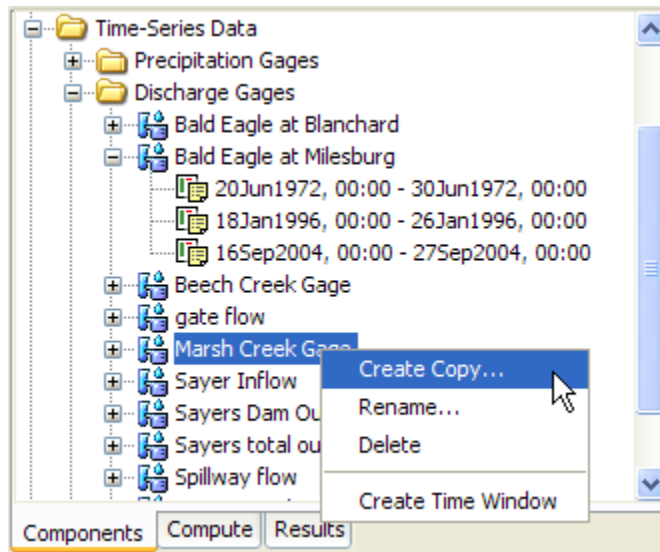 Time-Series Data
Precipitation Gages
Discharge Gages
Bald Eagle at Blanchard
Bald Eagle at Milesburg
20Jun1972, 00:00 - 30Jun1972, 00:00
18Jan1996, 00:00 - 26Jan1996, 00:00
16Sep2004, 00:00 - 27Sep2004, 00:00
Beech Creek Gage
gate flow
Marsh Creek Gage
Create Copy...
Sayer Inflow
Rename...
Sayers Dam Ou
Delete
Sayers total ou
Spillway flow
Create Time Window
Components Compute Results